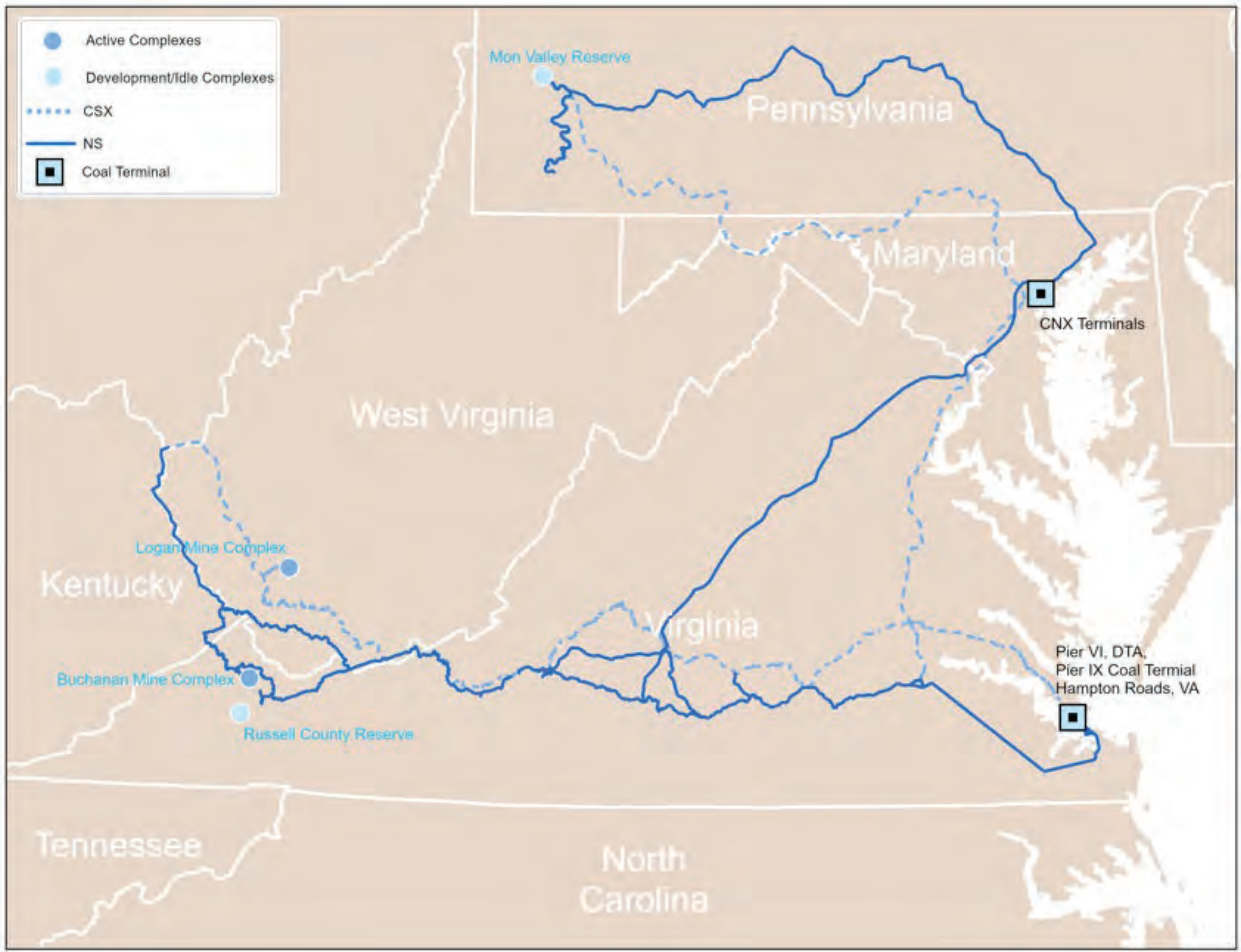 Active Complexes
Development/Idle Complexes
CSX
NS
Coal Terminal
Mon Valley Reserve
Pennsylvania
Maryland
CNX Terminals
West Virginia
Logan Mine Complex
Kentucky
Virginia
Buchanan Mine Complex
Russell County Reserve
Pier VI, DTA,
Pier IX Coal Termial
Hampton Roads, VA
Tennessee
North
Carolina